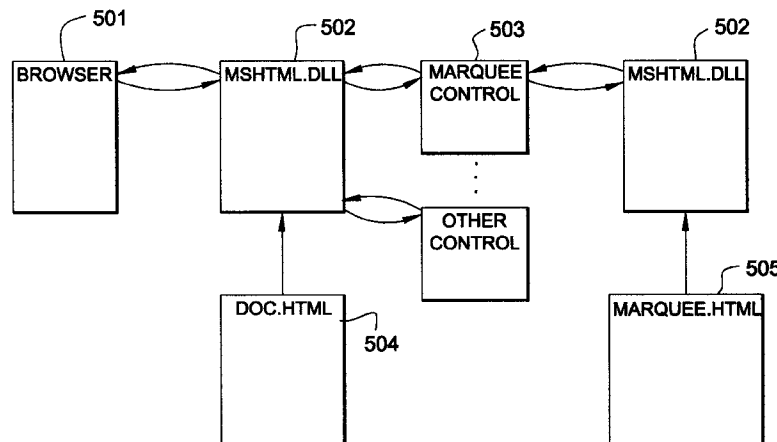 501
502
503
502
BROWSER
MSHTML.DLL
MARQUEE
CONTROL
MSHTML.DLL
OTHER
CONTROL
505
DOC.HTML
504
MARQUEE.HTML